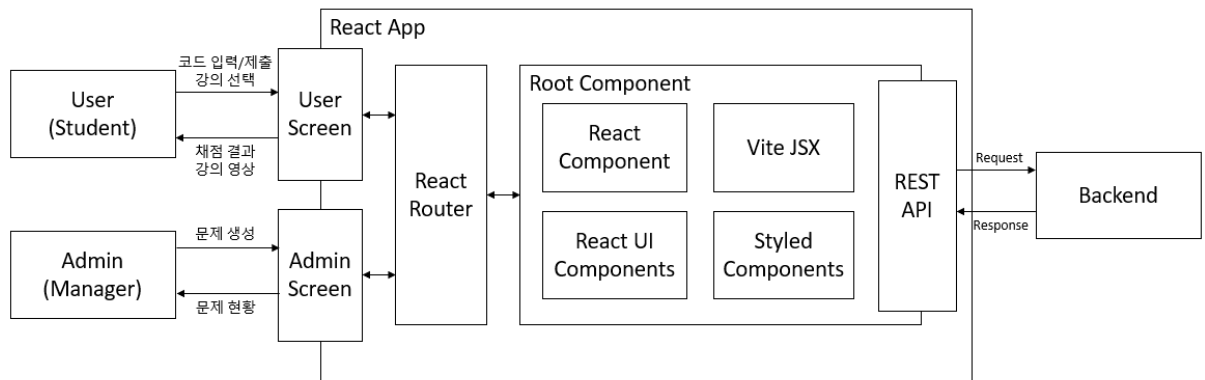 React App
User
(Student)
코드 입력/제출
강의 선택
채점 결과
강의 영상
User
Screen
Admin
(Manager)
문제 생성
문제 현황
Admin
Screen
React
Router
Root Component
React
Component
Vite JSX
React UI
Components
Styled
Components
REST
API
Request
Response
Backend